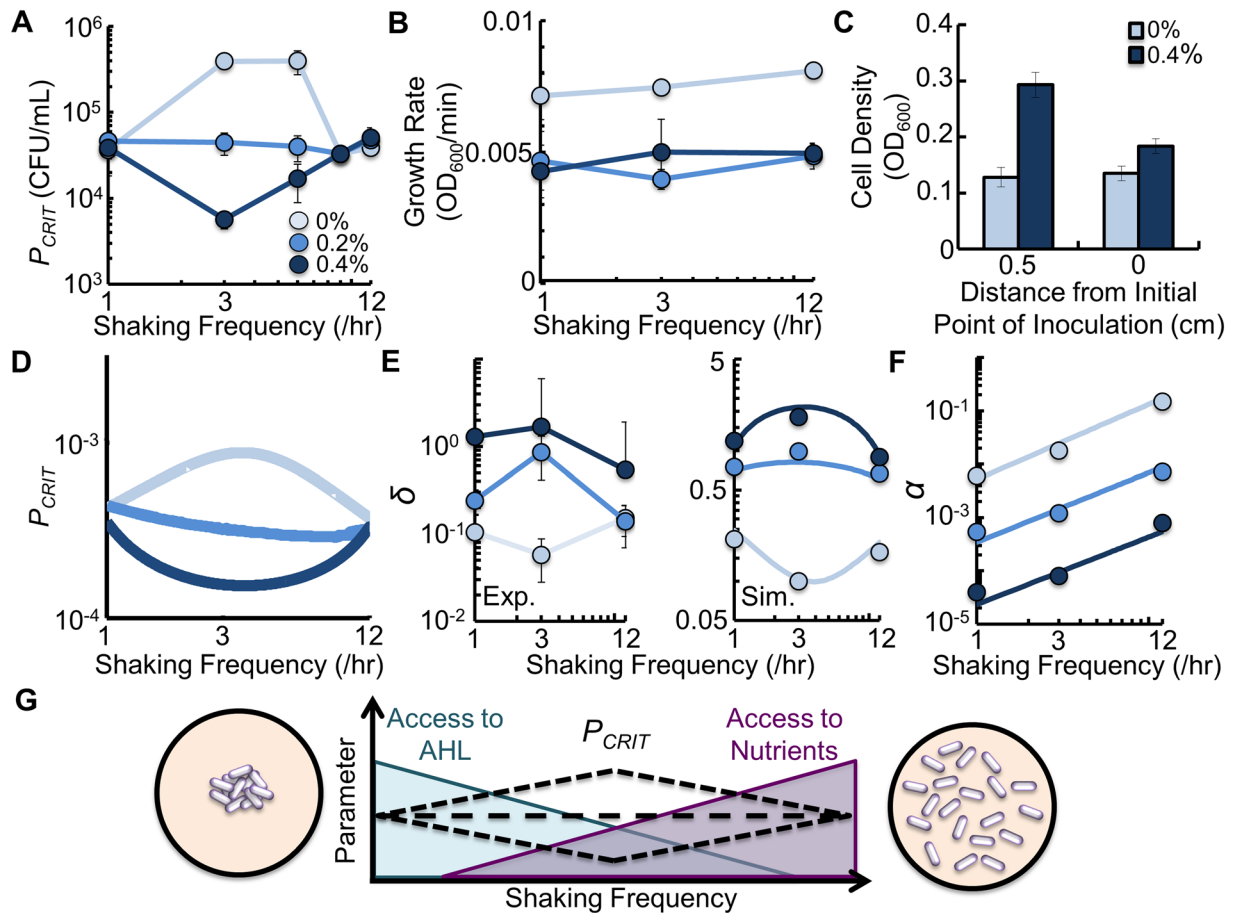 A
10^6
10^5
10^4
10^3
P_CRIT (CFU/mL)
0%
0.2%
0.4%
1
3
12
Shaking Frequency (/hr)
B
0.01
0.005
0
Growth Rate
(OD_600/min)
1
3
12
Shaking Frequency (/hr)
C
0.4
0.3
0.2
0.1
0
Cell Density
(OD_600)
0%
0.4%
0.5
0
Distance from Initial
Point of Inoculation (cm)
D
10^-3
10^-4
P_CRIT
1
3
12
Shaking Frequency (/hr)
E
10^0
10^-1
10^-2
δ
Exp.
1
3
12
5
0.5
0.05
Sim.
1
3
12
Shaking Frequency (/hr)
F
10^-1
10^-3
10^-5
α
1
3
12
Shaking Frequency (/hr)
G
Access to
AHL
P_CRIT
Access to
Nutrients
Parameter
Shaking Frequency